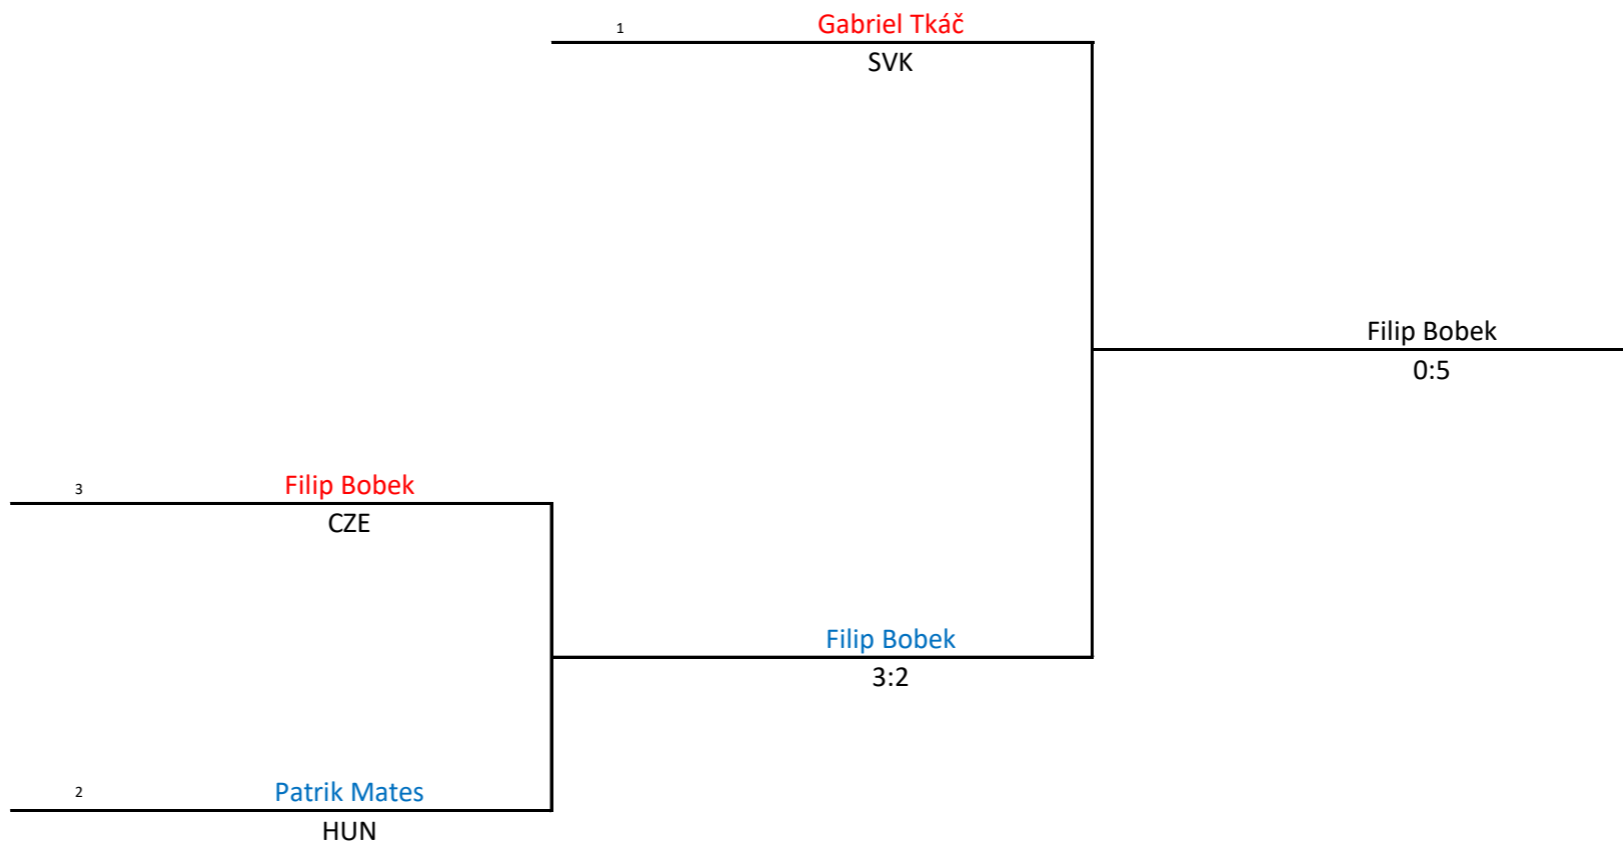 1 Gabriel Tkáč
SVK
Filip Bobek
0:5
3 Filip Bobek
CZE
Filip Bobek
3:2
2 Patrik Mates
HUN